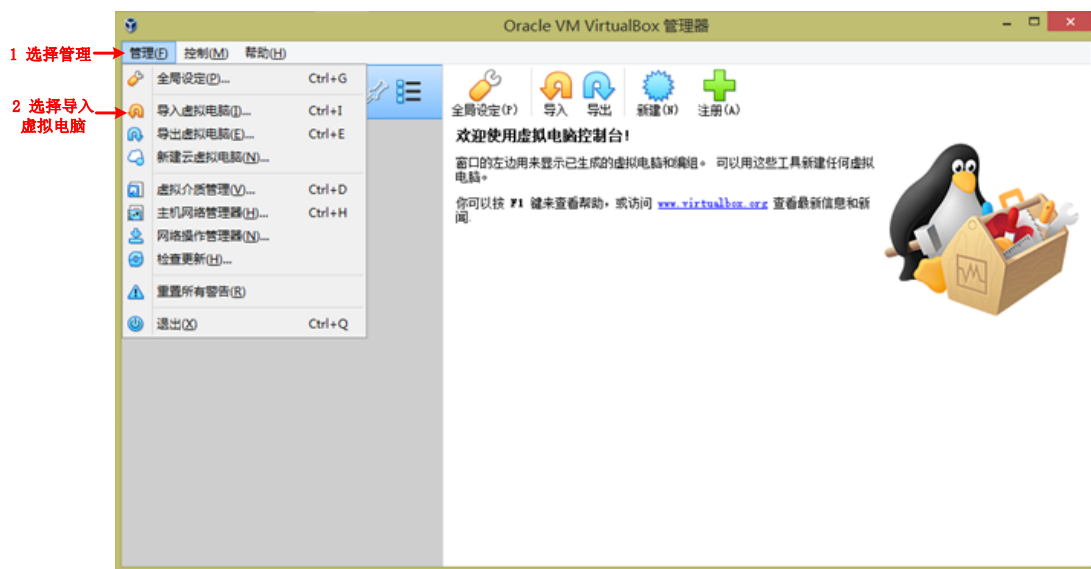 Oracle VM VirtualBox 管理器
1 选择管理
管理(F) 控制(M) 帮助(H)
全局设定(P)... Ctrl+G
2 选择导入
虚拟电脑
导入虚拟电脑(I)... Ctrl+I
导出虚拟电脑(E)... Ctrl+E
新建云虚拟电脑(N)...
虚拟介质管理(V)... Ctrl+D
主机网络管理器(H)... Ctrl+H
网络操作管理器(N)...
检查更新(H)...
重置所有警告(R)
退出(X) Ctrl+Q
全局设定(P) 导入 导出 新建(N) 注册(A)
欢迎使用虚拟电脑控制台!
窗口的左边用来显示已生成的虚拟电脑和编组。 可以用这些工具新建任何虚拟
电脑。
你可以按 F1 键来查看帮助，或访问 www.virtualbox.org 查看最新信息和新
闻.